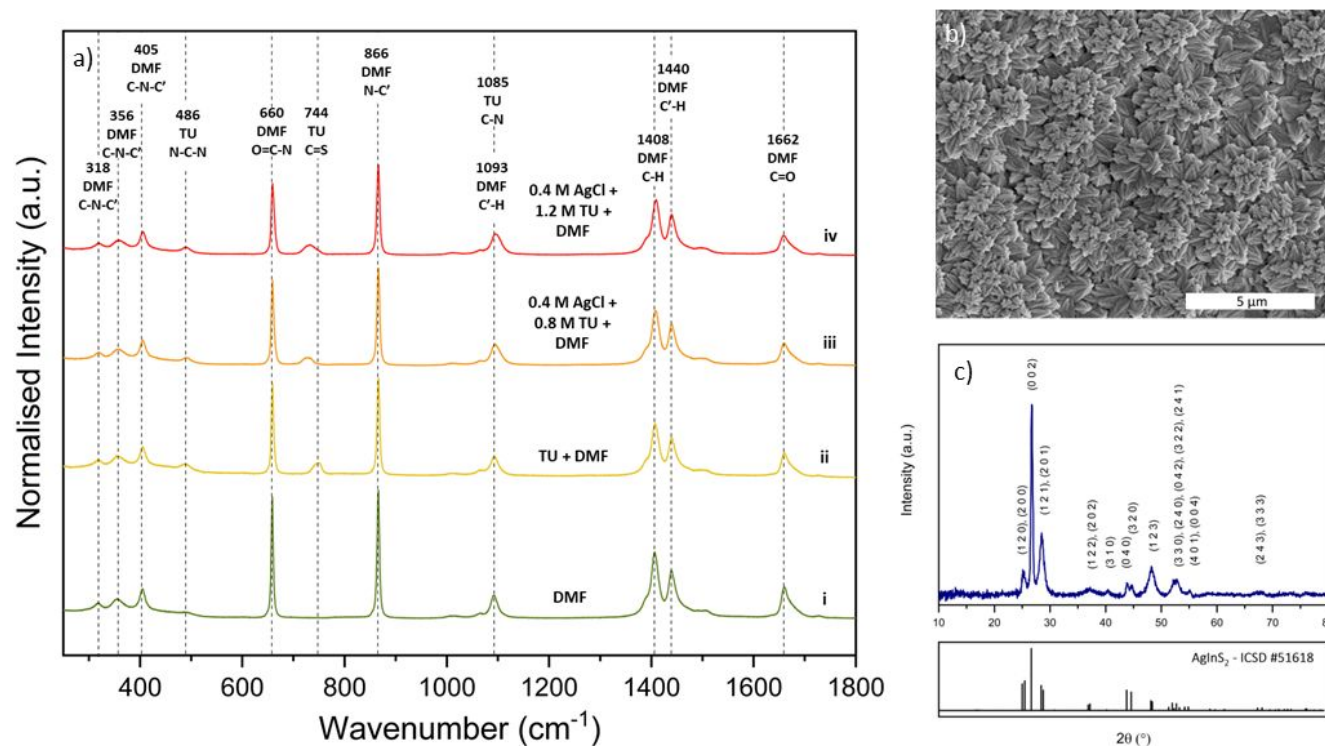 a)
405
DMF
C-N-C'
356
DMF
C-N-C'
318
DMF
C-N-C'
486
TU
N-C-N
660
DMF
O=C-N
744
TU
C=S
866
DMF
N-C'
1085
TU
C-N
1093
DMF
C'-H
1440
DMF
C'-H
1408
DMF
C-H
1662
DMF
C=O
0.4 M AgCl +
1.2 M TU +
DMF
iv
0.4 M AgCl +
0.8 M TU +
DMF
iii
TU + DMF
ii
DMF
i
Normalised Intensity (a.u.)
400 600 800 1000 1200 1400 1600 1800
Wavenumber (cm-1)
b)
5 µm
c)
(1 2 0), (2 0 0)
(0 0 2)
(1 2 1), (2 0 1)
(1 2 2), (2 0 2)
(3 1 0)
(0 4 0)
(3 2 0)
(1 2 3)
(3 3 0), (2 4 0), (0 4 2), (3 2 2), (2 4 1)
(4 0 1), (0 0 4)
(2 4 3), (3 3 3)
Intensity (a.u.)
10 20 30 40 50 60 70 80
AgInS2 - ICSD #51618
2θ (°)